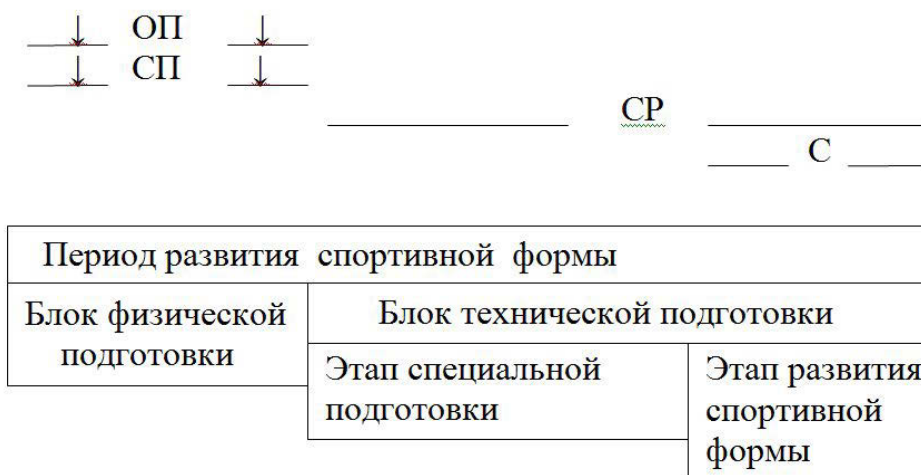 ОП
СП
СР
С
Период развития спортивной формы
Блок физической
подготовки
Блок технической подготовки
Этап специальной
подготовки
Этап развития
спортивной
формы